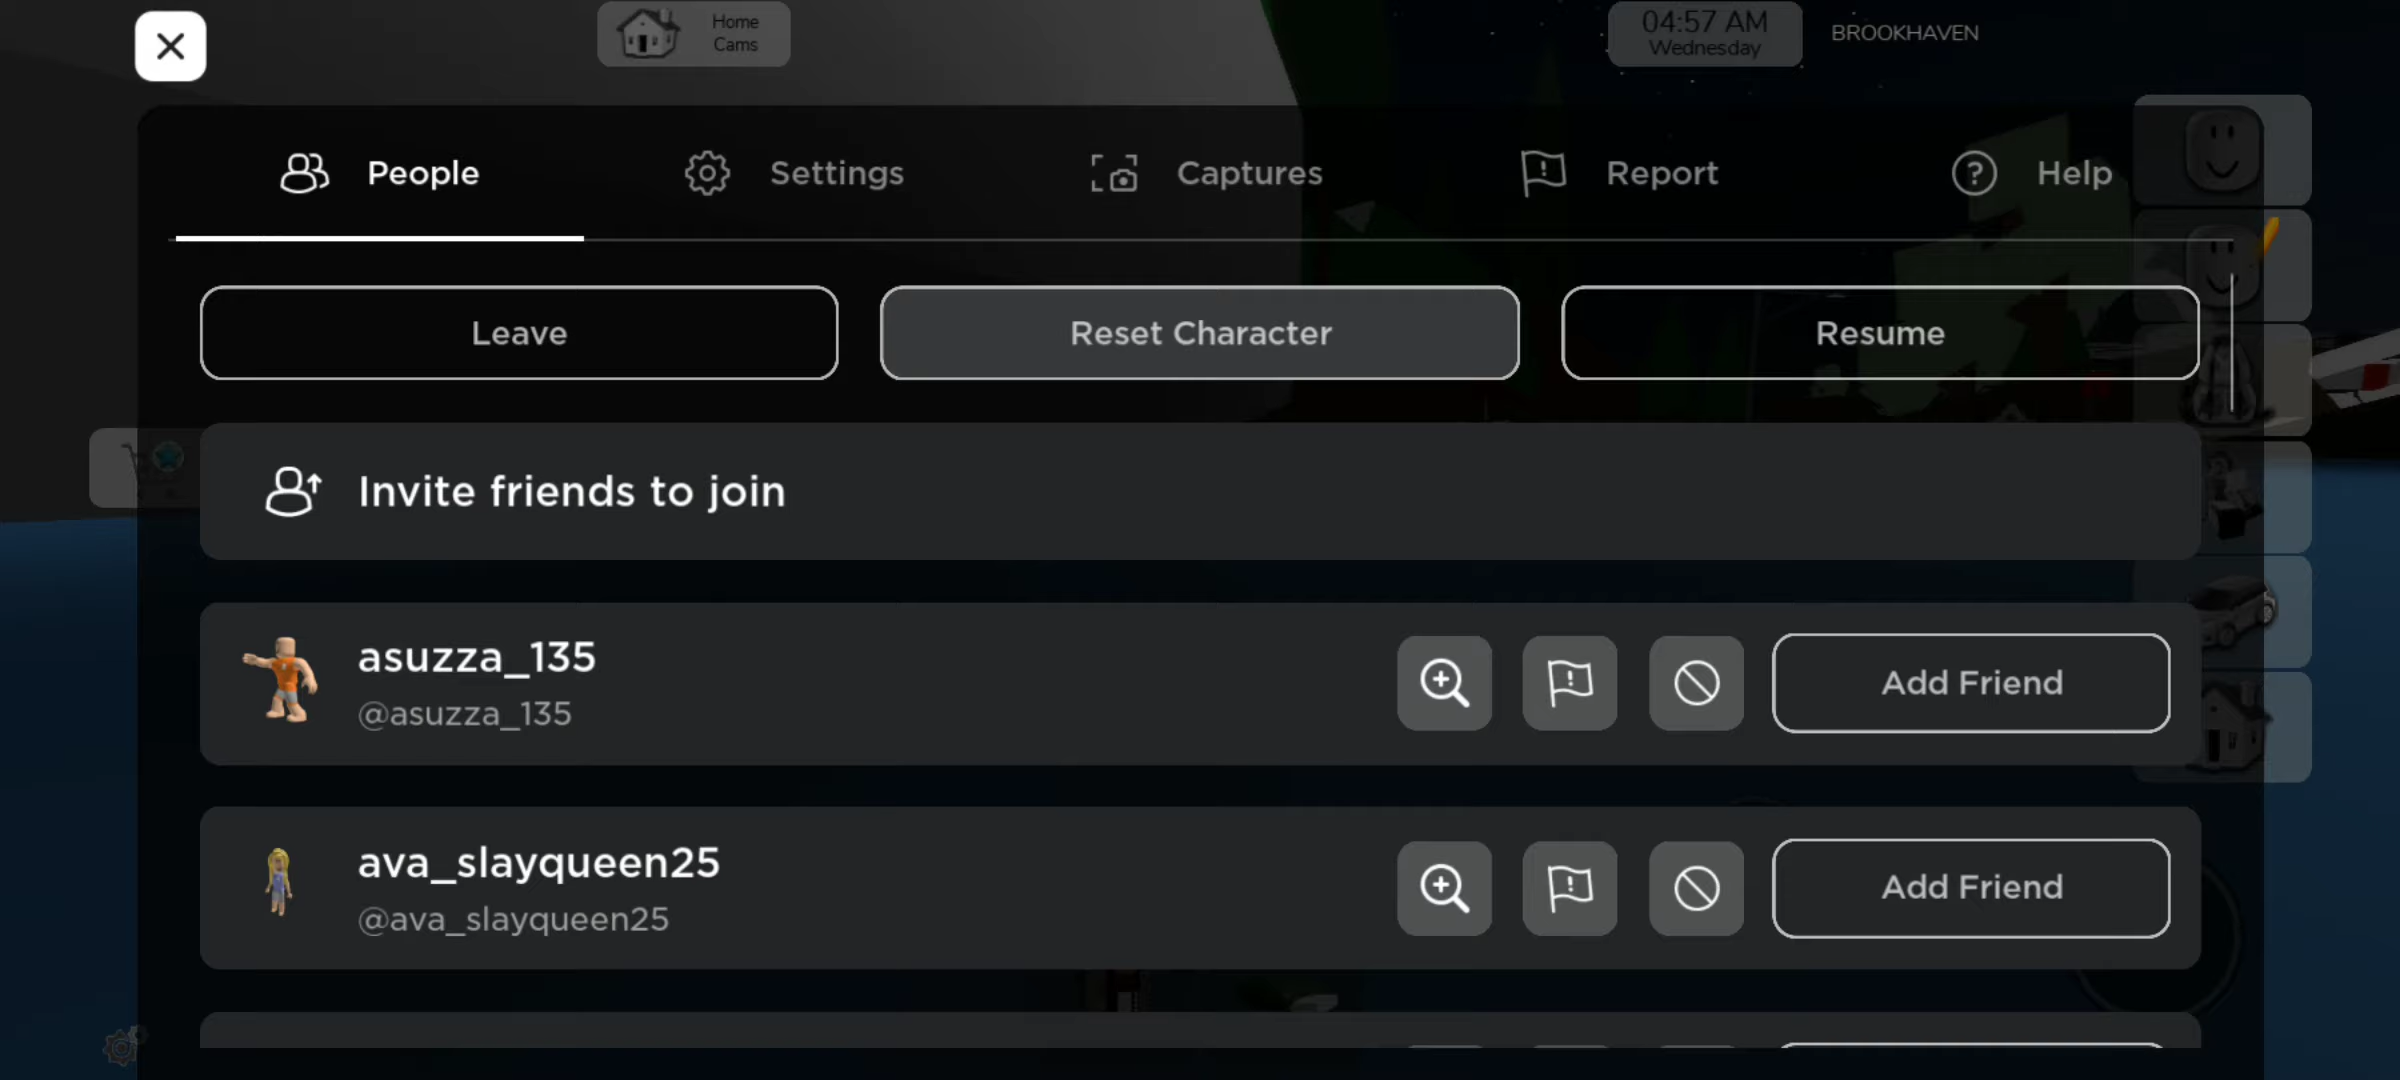 Home
Cams
04:57 AM
Wednesday
BROOKHAVEN
People
Settings
Captures
Report
Help
Leave
Reset Character
Resume
Invite friends to join
asuzza_135
@asuzza_135
Add Friend
ava_slayqueen25
@ava_slayqueen25
Add Friend